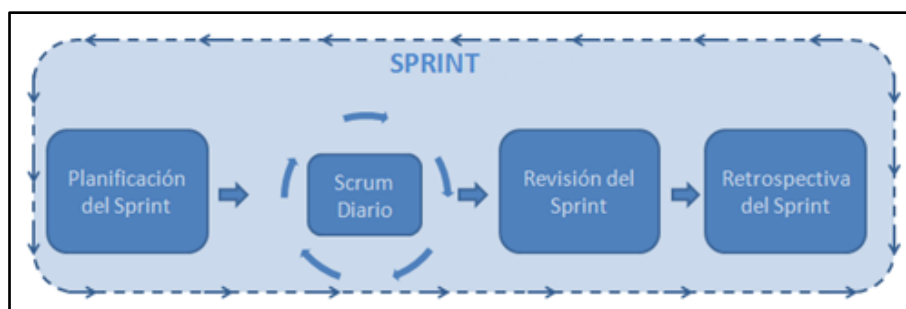 SPRINT
Planificación
del Sprint
Scrum
Diario
Revisión del
Sprint
Retrospectiva
del Sprint